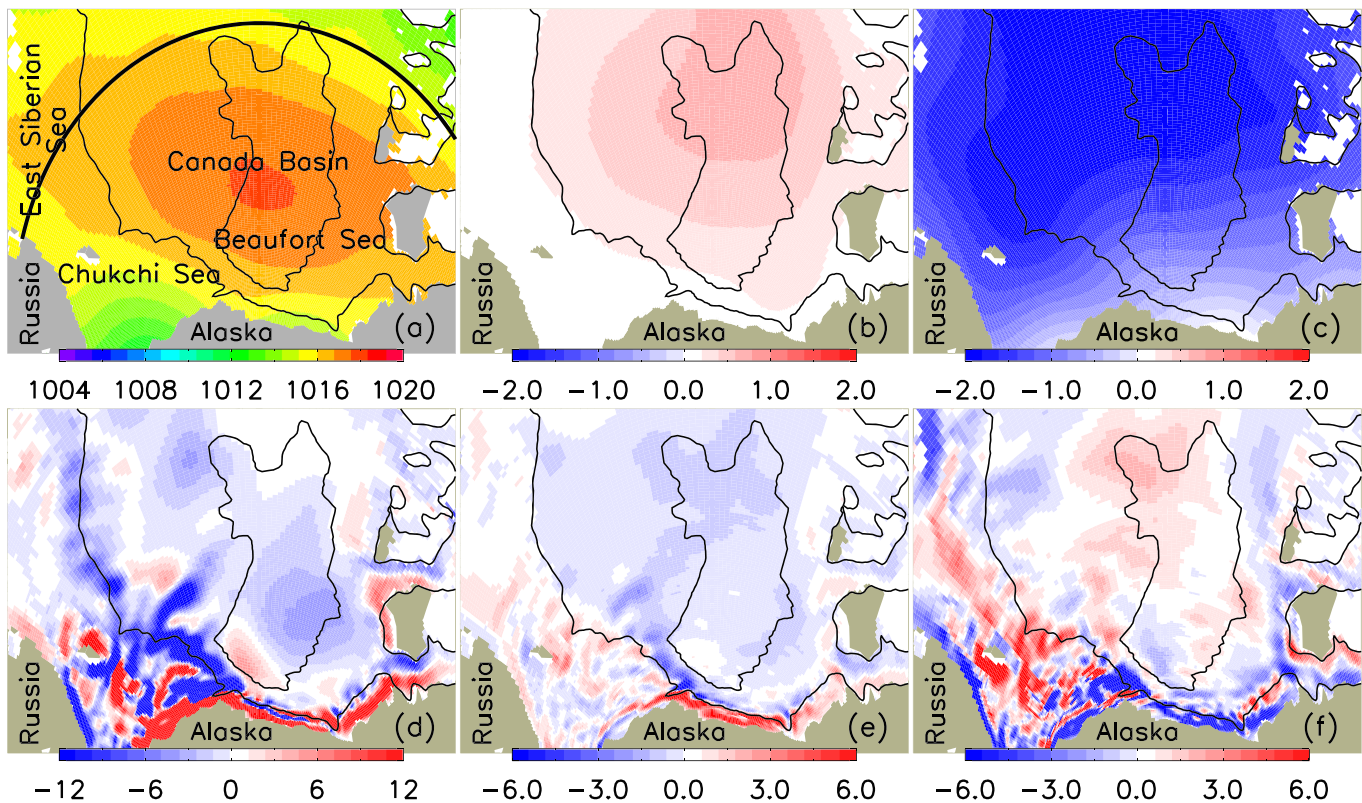 East Siberian
Sea
Canada Basin
Beaufort Sea
Chukchi Sea
Russia
Alaska
(a)
Russia
Alaska
(b)
Russia
Alaska
(c)
1004 1008 1012 1016 1020
-2.0 -1.0 0.0 1.0 2.0
-2.0 -1.0 0.0 1.0 2.0
Russia
Alaska
(d)
Russia
Alaska
(e)
Russia
Alaska
(f)
-12 -6 0 6 12
-6.0 -3.0 0.0 3.0 6.0
-6.0 -3.0 0.0 3.0 6.0